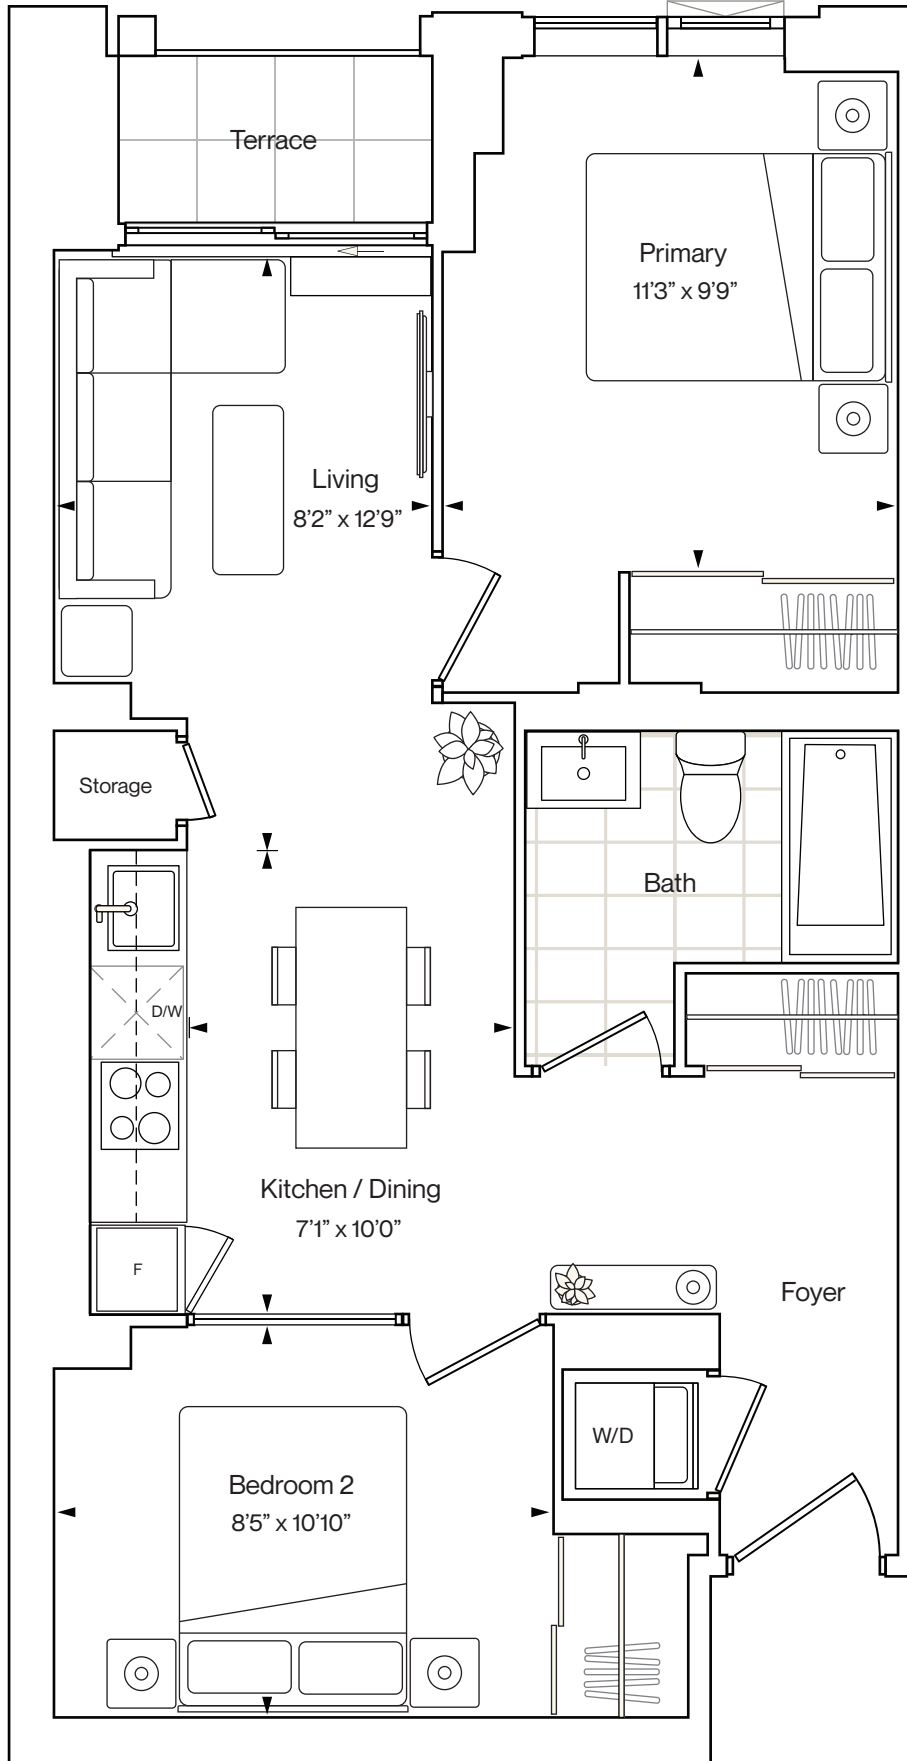 Terrace
Primary
11’3” x 9’9”
Living
8’2” x 12’9”
Storage
Bath
D/W
Kitchen / Dining
7’1” x 10’0”
F
Foyer
W/D
Bedroom 2
8’5” x 10’10”